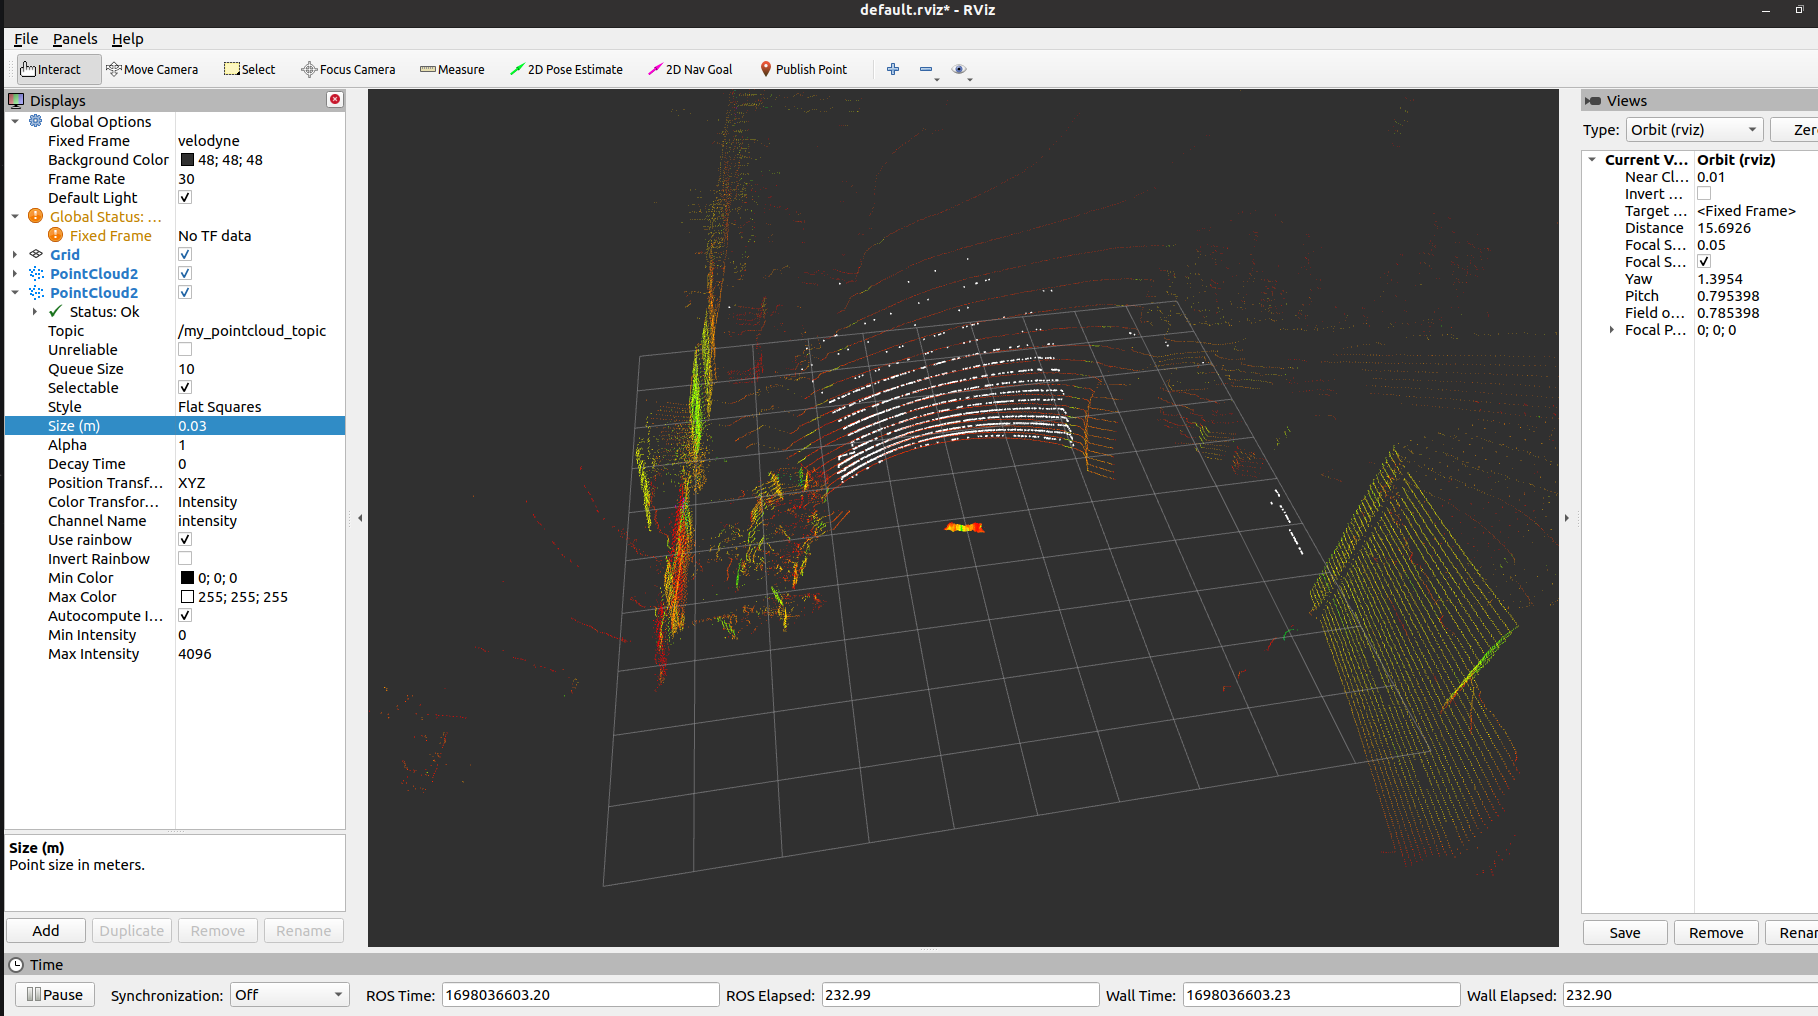 default.rviz* - RViz
File Panels Help
Interact Move Camera Select Focus Camera Measure 2D Pose Estimate 2D Nav Goal Publish Point
Displays
Global Options
Fixed Frame velodyne
Background Color 48; 48; 48
Frame Rate 30
Default Light
Global Status: ...
Fixed Frame No TF data
Grid
PointCloud2
PointCloud2
Status: Ok
Topic /my_pointcloud_topic
Unreliable
Queue Size 10
Selectable
Style Flat Squares
Size (m) 0.03
Alpha 1
Decay Time 0
Position Transf... XYZ
Color Transfor... Intensity
Channel Name intensity
Use rainbow
Invert Rainbow
Min Color 0; 0; 0
Max Color 255; 255; 255
Autocompute I...
Min Intensity 0
Max Intensity 4096
Size (m)
Point size in meters.
Add Duplicate Remove Rename
Views
Type: Orbit (rviz) Zer
Current V... Orbit (rviz)
Near Cl... 0.01
Invert ...
Target ... <Fixed Frame>
Distance 15.6926
Focal S... 0.05
Focal S...
Yaw 1.3954
Pitch 0.795398
Field o... 0.785398
Focal P... 0; 0; 0
Save Remove Renar
Time
Pause Synchronization: Off ROS Time: 1698036603.20 ROS Elapsed: 232.99 Wall Time: 1698036603.23 Wall Elapsed: 232.90